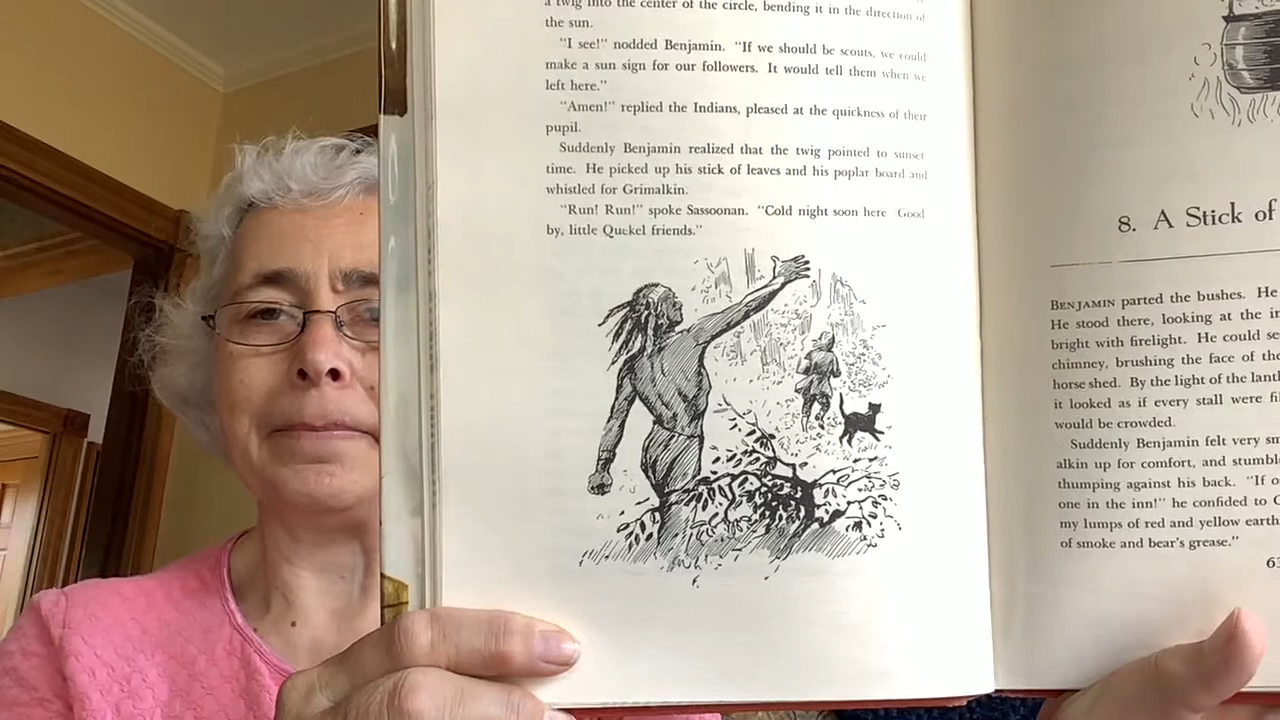 a twig into the center of the circle, bending it in the direction of
the sun.
"I see!" nodded Benjamin. "If we should be scouts, we could
make a sun sign for our followers. It would tell them when we
left here."
"Amen!" replied the Indians, pleased at the quickness of their
pupil.
Suddenly Benjamin realized that the twig pointed to sunset
time. He picked up his stick of leaves and his poplar board and
whistled for Grimalkin.
"Run! Run!" spoke Sassoonan. "Cold night soon here Good
by, little Quekel friends."
8. A Stick of
BENJAMIN parted the bushes. He
He stood there, looking at the
bright with firelight. He could
chimney, brushing the face of the
horse shed. By the light of the
it looked as if every stall were
would be crowded.
Suddenly Benjamin felt very
alkin up for comfort, and
thumping against his back. "If
one in the inn!" he confided to
my lumps of red and yellow earth
of smoke and bear's grease."